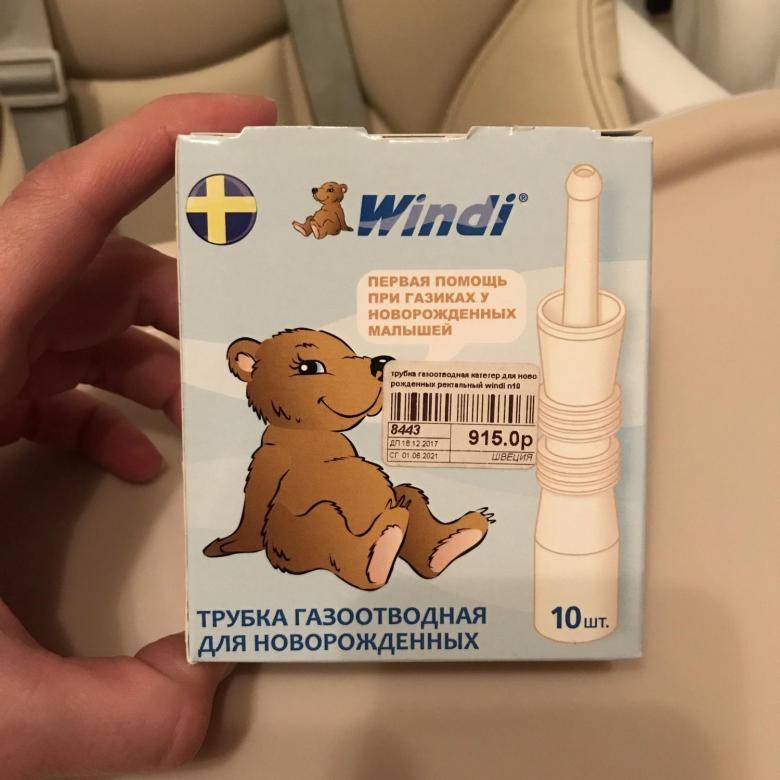 Windi®
ПЕРВАЯ ПОМОЩЬ
ПРИ ГАЗИКАХ У
НОВОРОЖДЕННЫХ
МАЛЫШЕЙ
трубка газоотводная катетер для ново
рожденных ректальный windi n10
8443
915.0р
ДП 18.12.2017
СГ 01.06.2021
ШВЕЦИЯ
ТРУБКА ГАЗООТВОДНАЯ
ДЛЯ НОВОРОЖДЕННЫХ
10 шт.